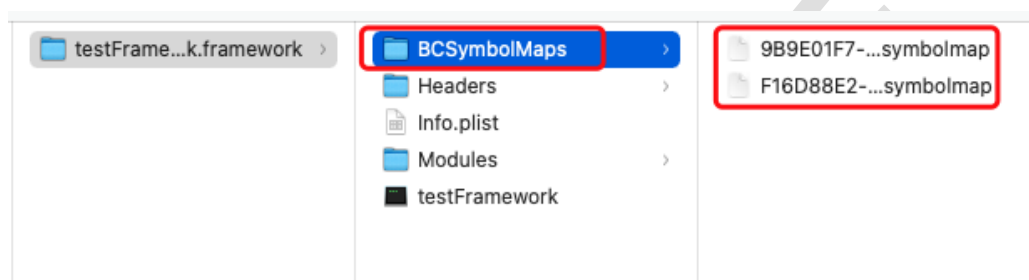 testFrame...k.framework
BCSymbolMaps
Headers
Info.plist
Modules
testFramework
9B9E01F7-...symbolmap
F16D88E2-...symbolmap